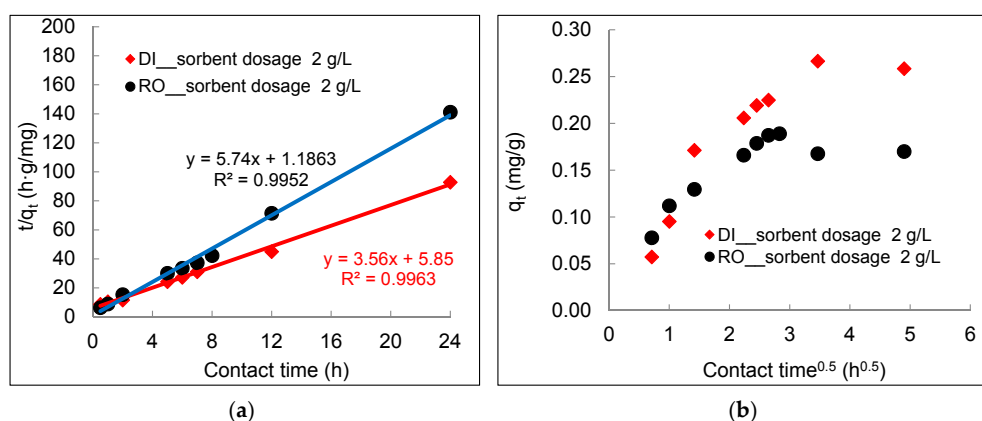 200
180
160
140
120
100
80
60
40
20
0
t/qt (h·g/mg)
DI__sorbent dosage 2 g/L
RO__sorbent dosage 2 g/L
y = 5.74x + 1.1863
R² = 0.9952
y = 3.56x + 5.85
R² = 0.9963
0 4 8 12 16 20 24
Contact time (h)
(a)
0.30
0.25
0.20
0.15
0.10
0.05
0.00
qt (mg/g)
DI__sorbent dosage 2 g/L
RO__sorbent dosage 2 g/L
0 1 2 3 4 5 6
Contact time^0.5 (h^0.5)
(b)